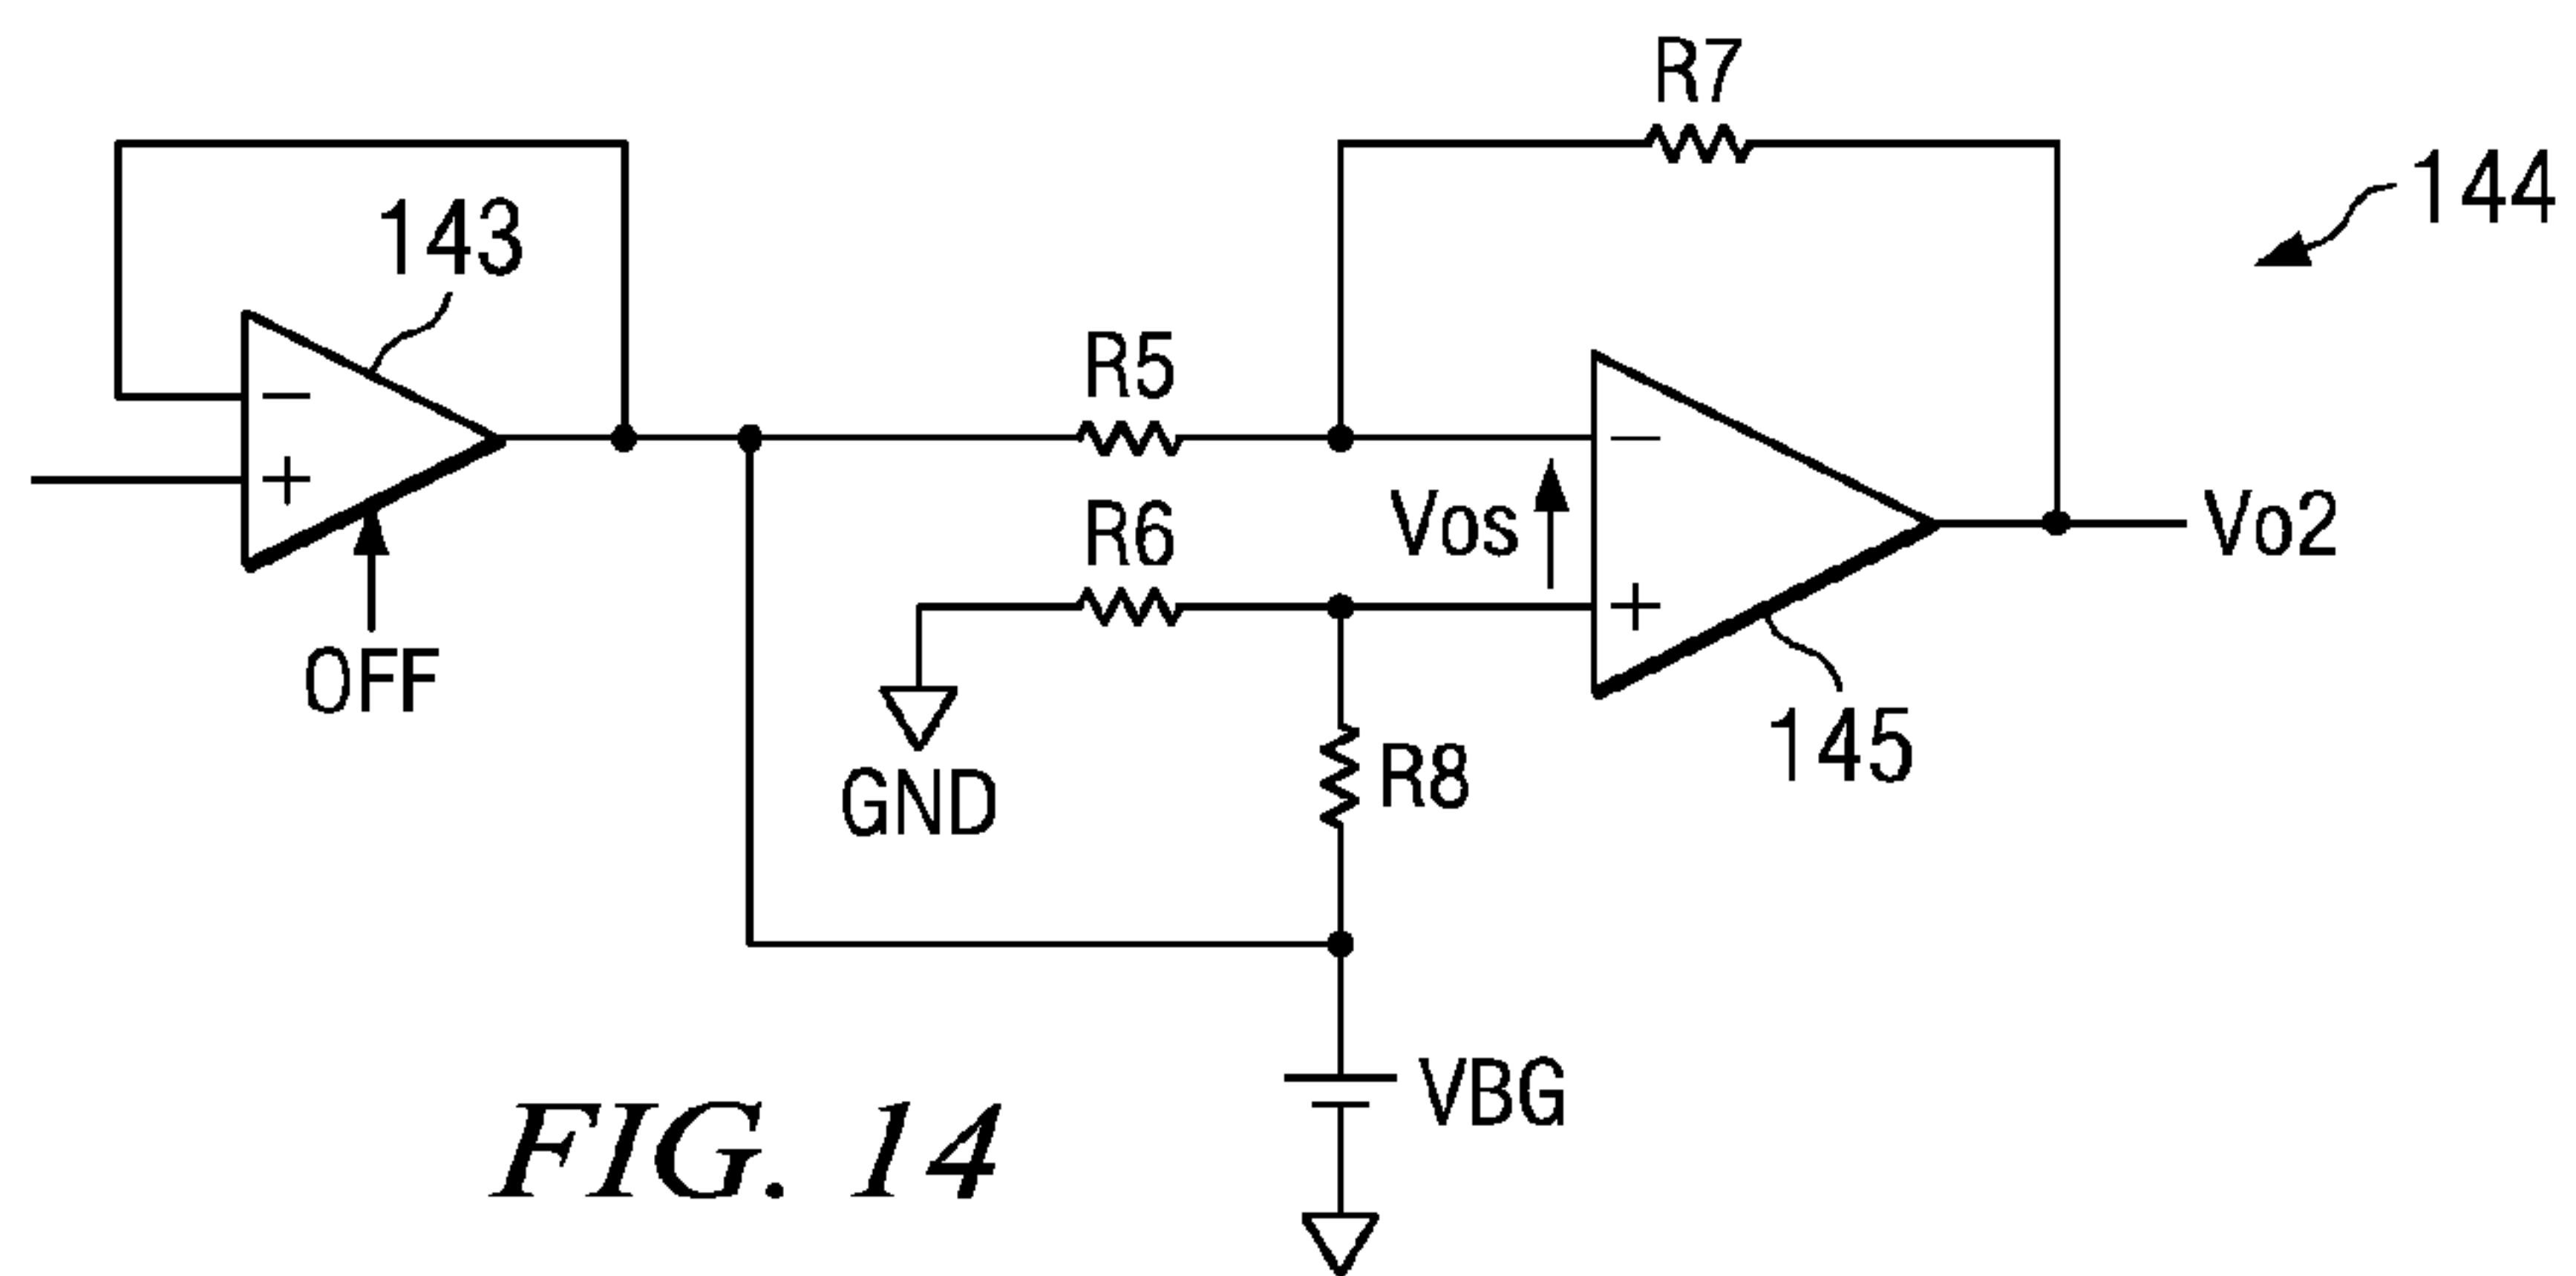 R7
144
143
R5
−
−
+
Vos
R6
Vo2
+
OFF
GND
R8
145
VBG
FIG. 14